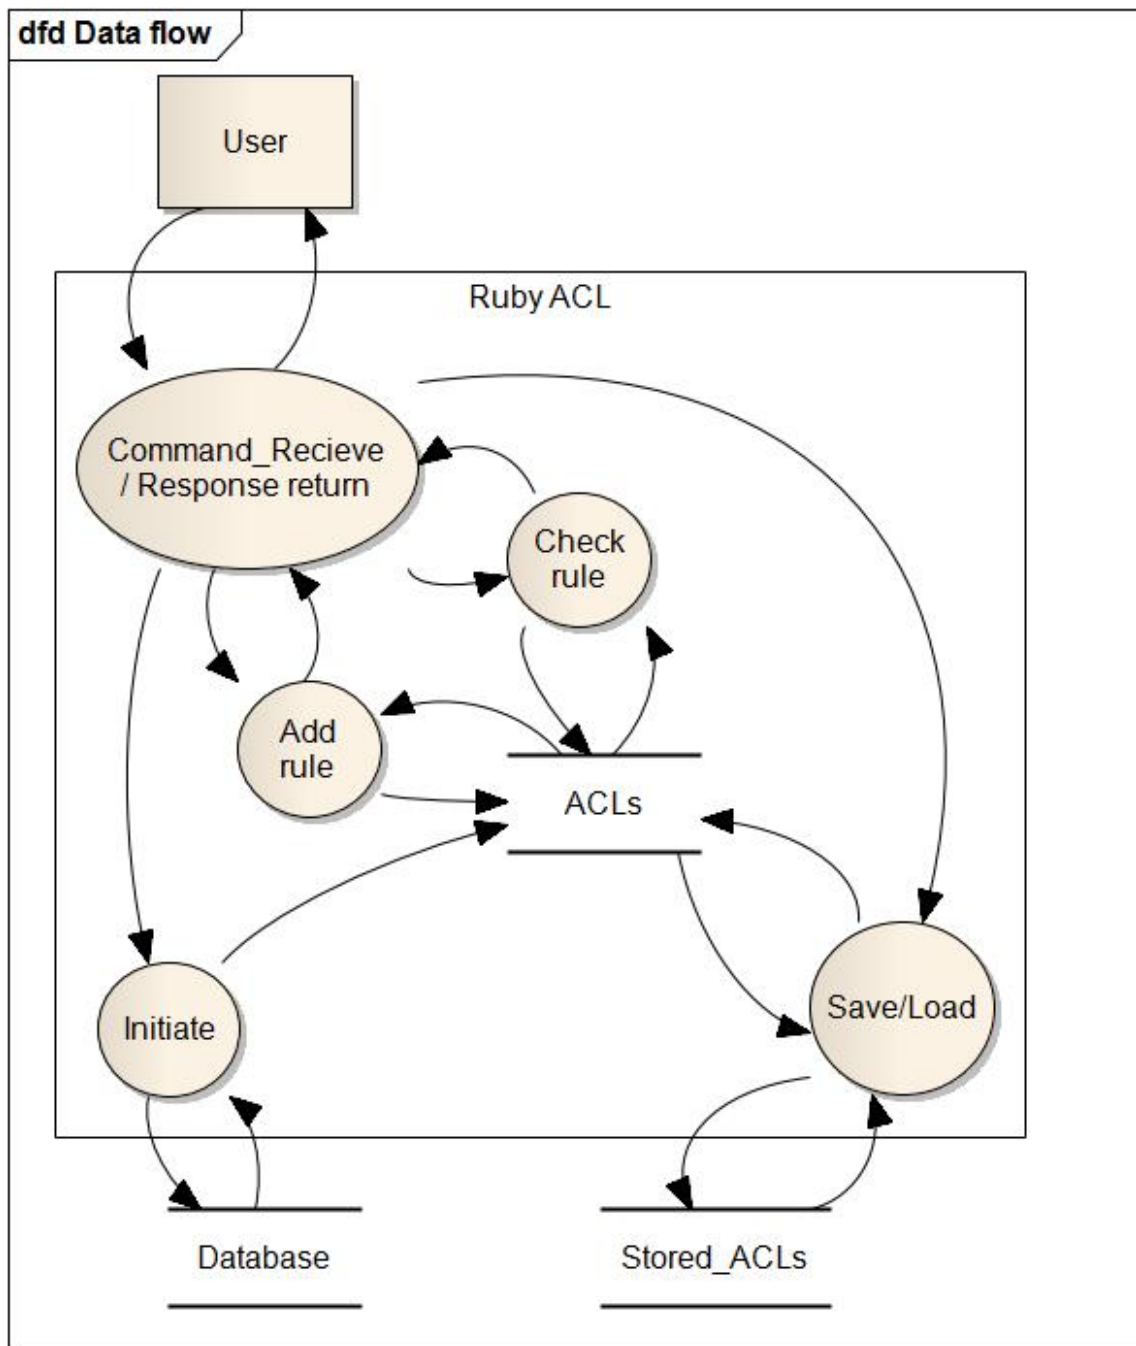 dfd Data flow
User
Ruby ACL
Command_Recieve
/ Response return
Check
rule
Add
rule
ACLs
Save/Load
Initiate
Database
Stored_ACLs